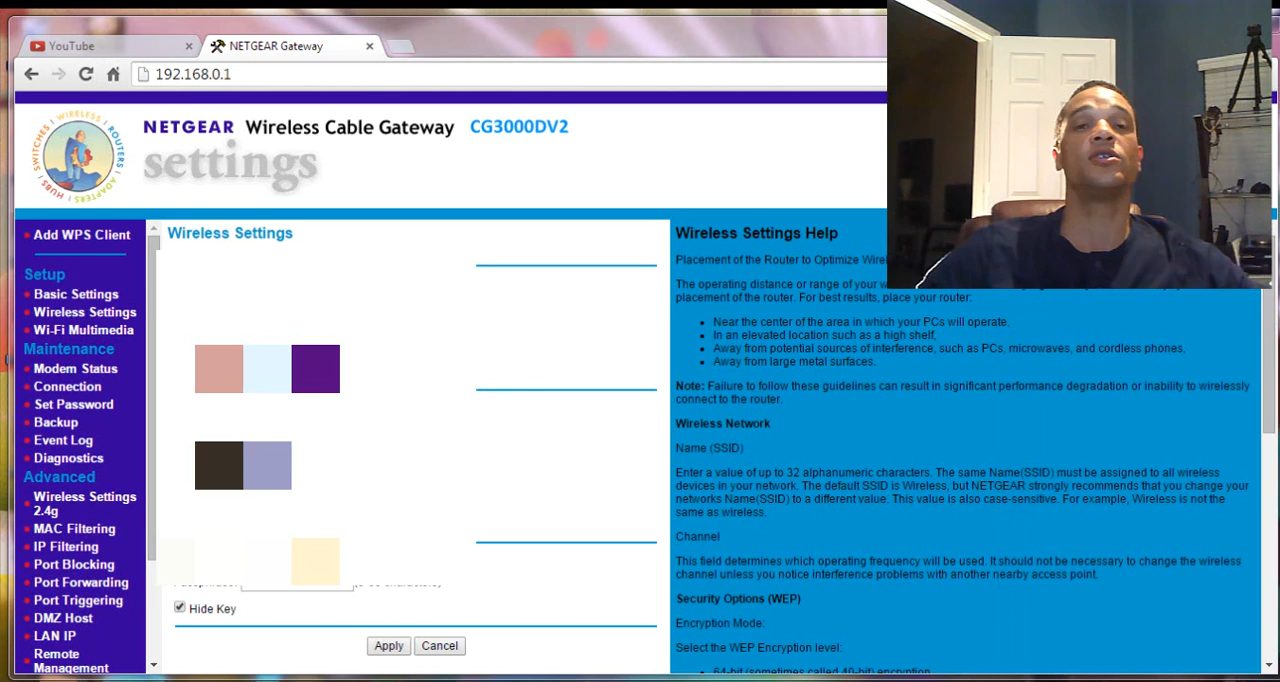 YouTube
NETGEAR Gateway
192.168.0.1
WIRELESS ROUTERS ADAPTERS HUBS SWITCHES
NETGEAR Wireless Cable Gateway CG3000DV2
settings
Add WPS Client
Setup
Basic Settings
Wireless Settings
Wi-Fi Multimedia
Maintenance
Modem Status
Connection
Set Password
Backup
Event Log
Diagnostics
Advanced
Wireless Settings
2.4g
MAC Filtering
IP Filtering
Port Blocking
Port Forwarding
Port Triggering
DMZ Host
LAN IP
Remote
Management
Wireless Settings
Hide Key
Apply Cancel
Wireless Settings Help
Placement of the Router to Optimize
The operating distance or range of your
placement of the router. For best results, place your router:
Near the center of the area in which your PCs will operate,
In an elevated location such as a high shelf,
Away from potential sources of interference, such as PCs, microwaves, and cordless phones,
Away from large metal surfaces.
Note: Failure to follow these guidelines can result in significant performance degradation or inability to wirelessly
connect to the router.
Wireless Network
Name (SSID)
Enter a value of up to 32 alphanumeric characters. The same Name(SSID) must be assigned to all wireless
devices in your network. The default SSID is Wireless, but NETGEAR strongly recommends that you change your
networks Name(SSID) to a different value. This value is also case-sensitive. For example, Wireless is not the
same as wireless.
Channel
This field determines which operating frequency will be used. It should not be necessary to change the wireless
channel unless you notice interference problems with another nearby access point.
Security Options (WEP)
Encryption Mode:
Select the WEP Encryption level:
64-bit (sometimes called 40-bit) encryption